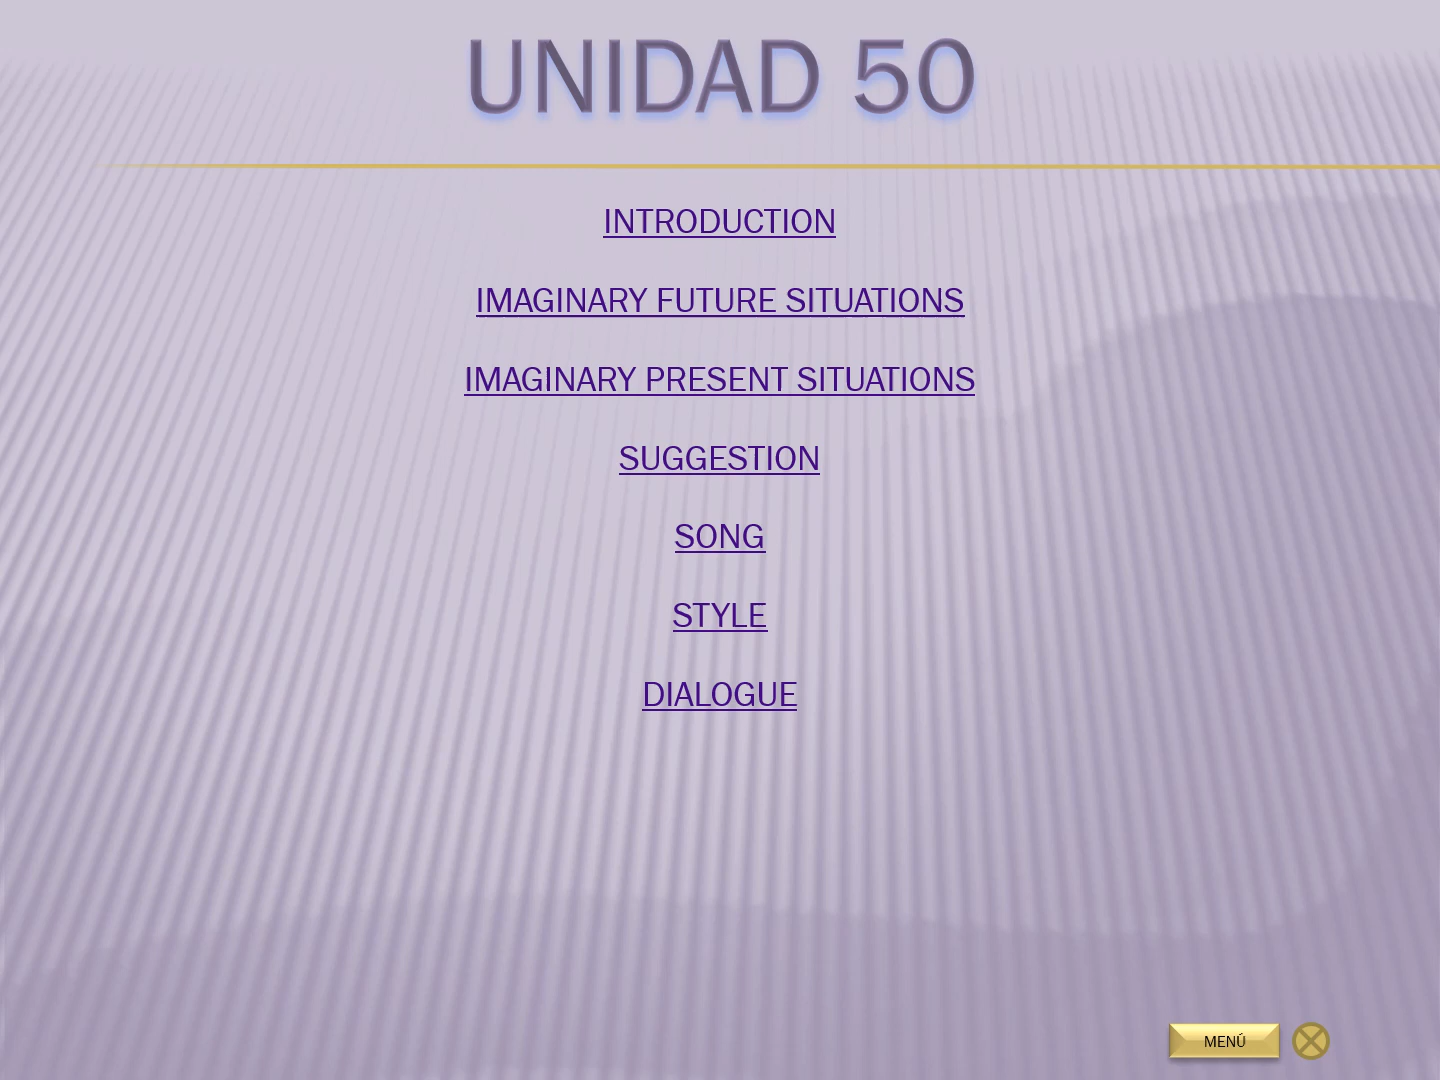 UNIDAD 50
INTRODUCTION
IMAGINARY FUTURE SITUATIONS
IMAGINARY PRESENT SITUATIONS
SUGGESTION
SONG
STYLE
DIALOGUE
MENÚ